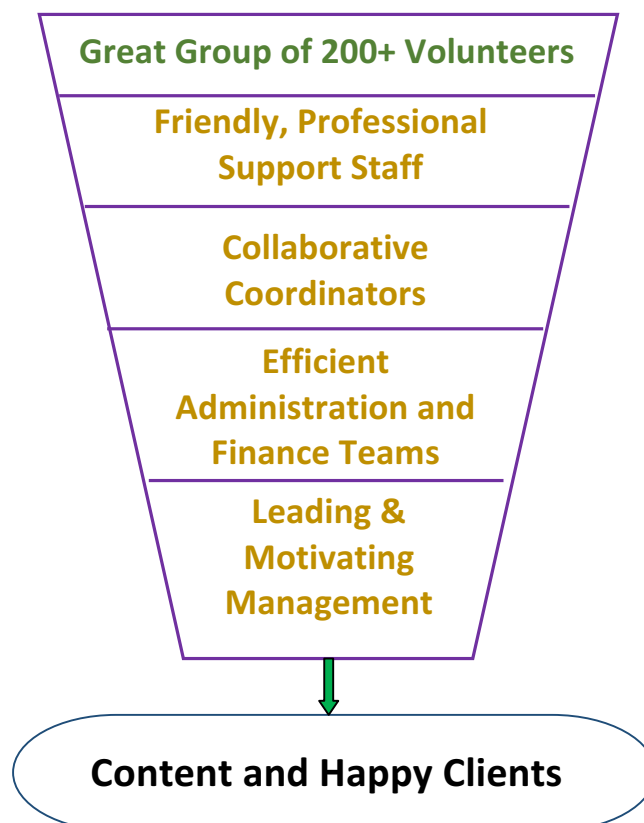 Great Group of 200+ Volunteers
Friendly, Professional
Support Staff
Collaborative
Coordinators
Efficient
Administration and
Finance Teams
Leading &
Motivating
Management
Content and Happy Clients